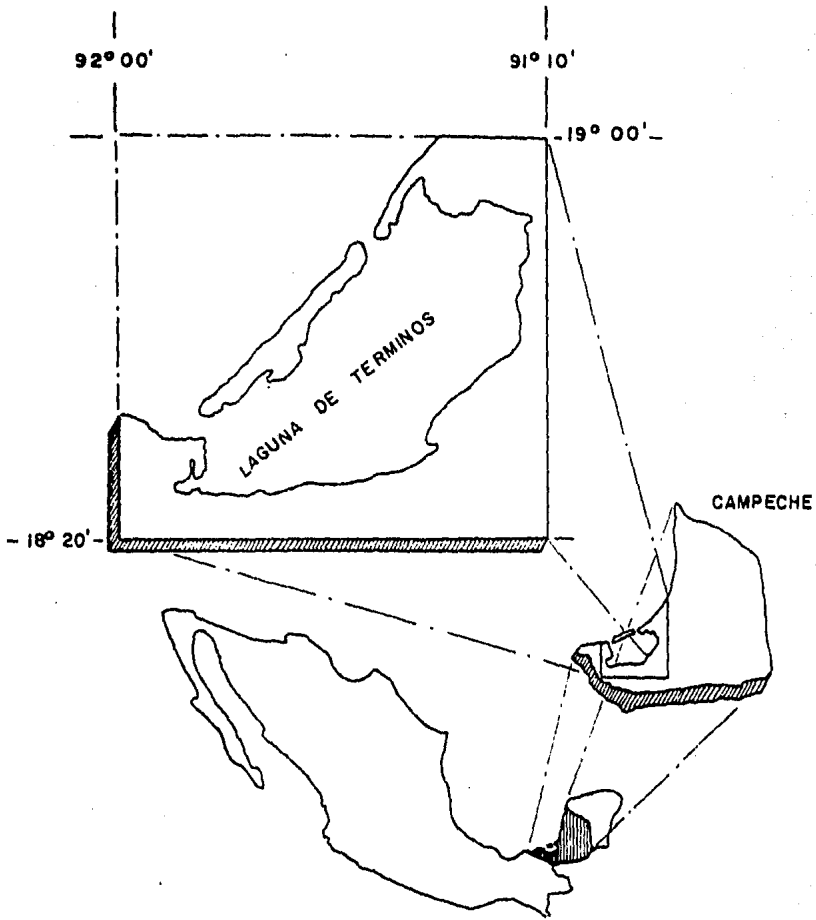 92° 00'
91° 10'
-19° 00'-
LAGUNA DE TERMINOS
-18° 20'-
CAMPECHE